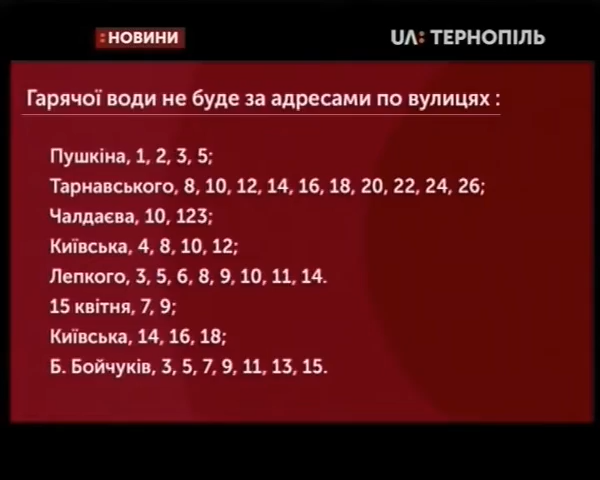 :НОВИНИ
UA: ТЕРНОПІЛЬ
Гарячої води не буде за адресами по вулицях :
Пушкіна, 1, 2, 3, 5;
Тарнавського, 8, 10, 12, 14, 16, 18, 20, 22, 24, 26;
Чалдаєва, 10, 123;
Київська, 4, 8, 10, 12;
Лепкого, 3, 5, 6, 8, 9, 10, 11, 14.
15 квітня, 7, 9;
Київська, 14, 16, 18;
Б. Бойчуків, 3, 5, 7, 9, 11, 13, 15.